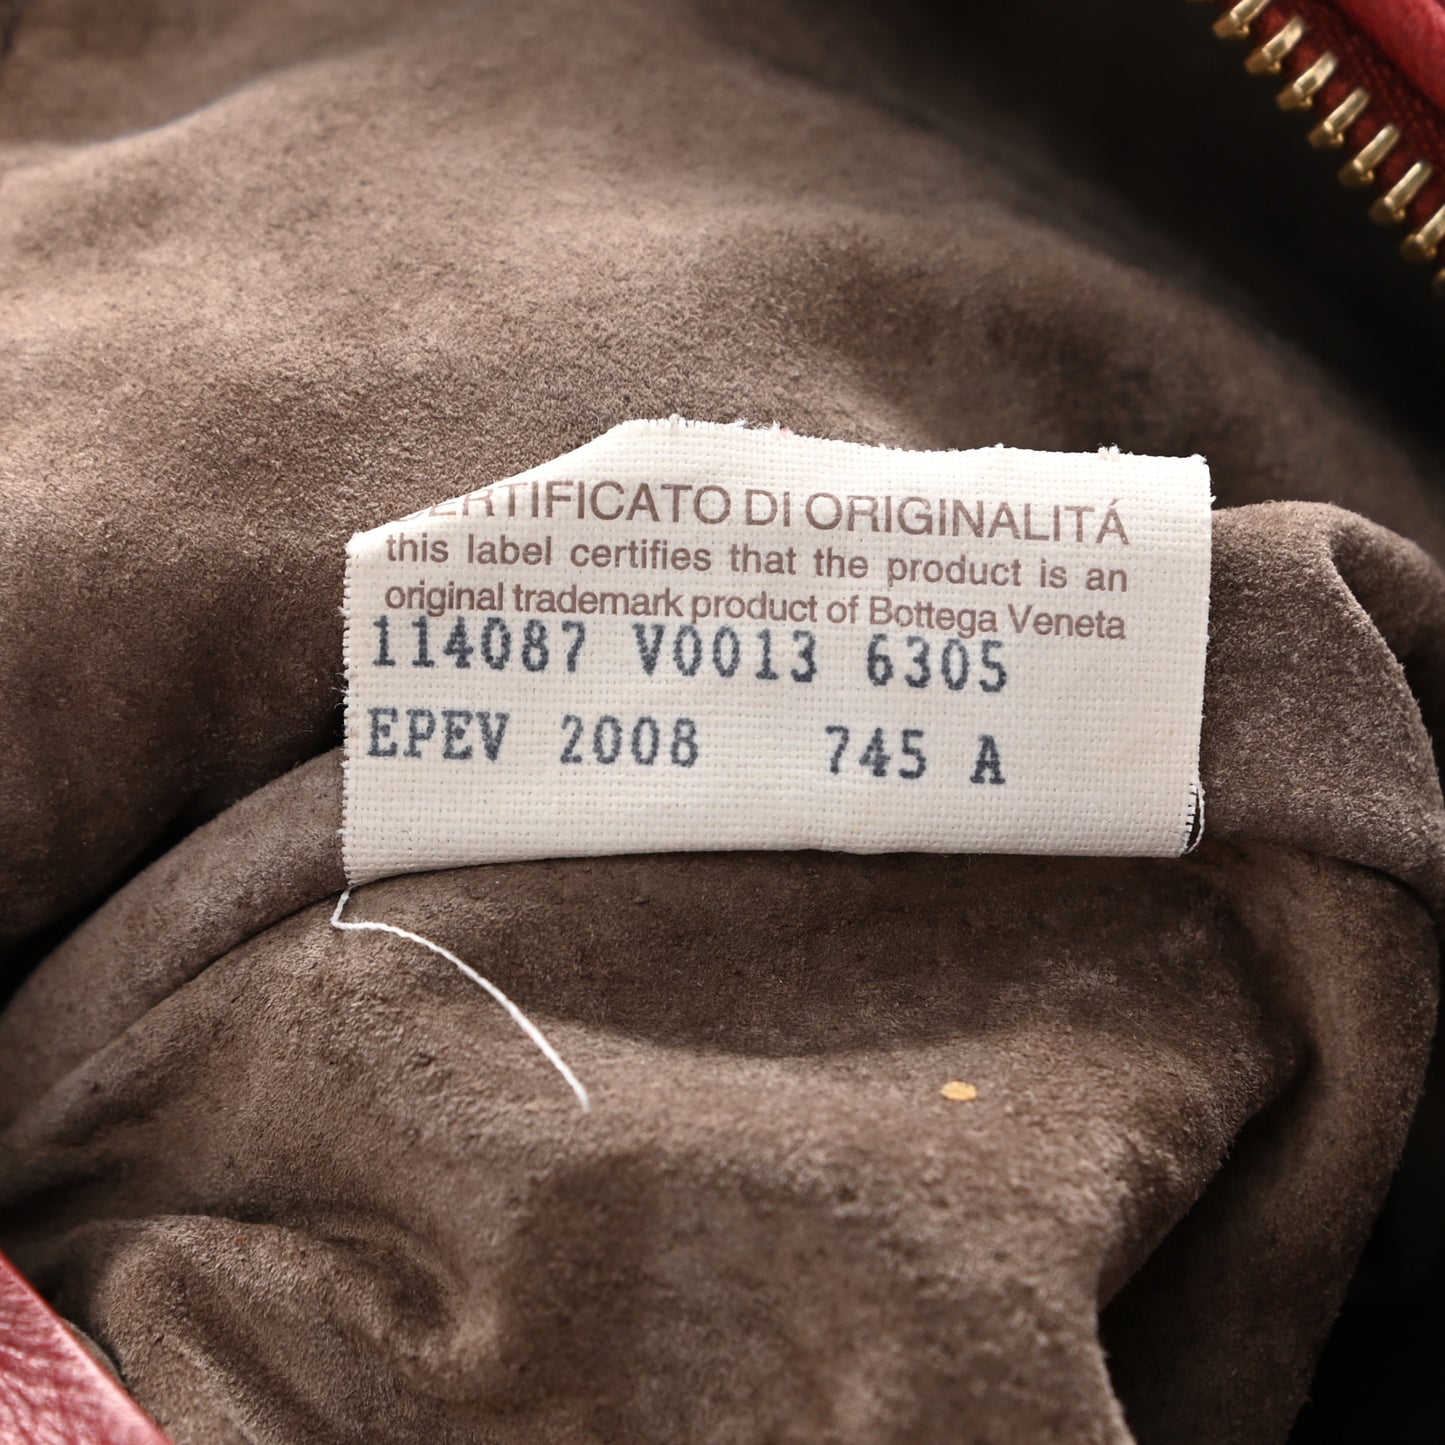 CERTIFICATO DI ORIGINALITÁ
this label certifies that the product is an
original trademark product of Bottega Veneta
114087 V0013 6305
EPEV 2008 745 A